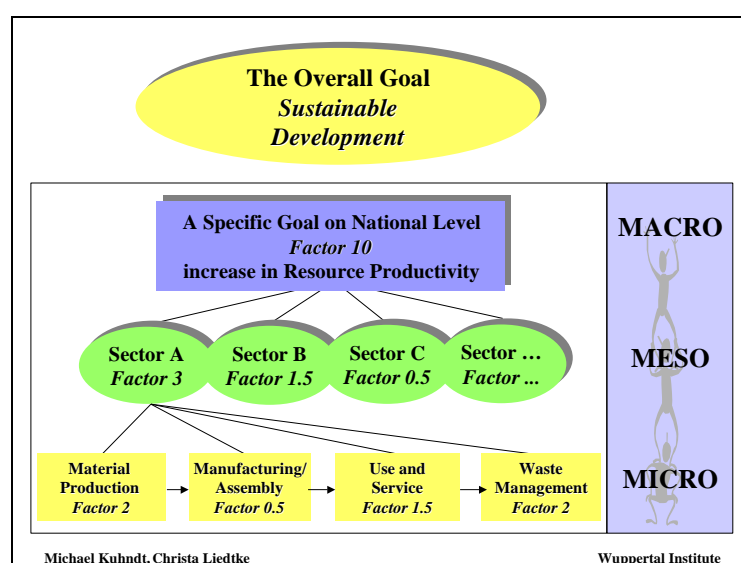 The Overall Goal
Sustainable
Development
A Specific Goal on National Level
Factor 10
increase in Resource Productivity
MACRO
Sector A
Factor 3
Sector B
Factor 1.5
Sector C
Factor 0.5
Sector …
Factor ...
MESO
Material
Production
Factor 2
Manufacturing/
Assembly
Factor 0.5
Use and
Service
Factor 1.5
Waste
Management
Factor 2
MICRO
Michael Kuhndt, Christa Liedtke
Wuppertal Institute